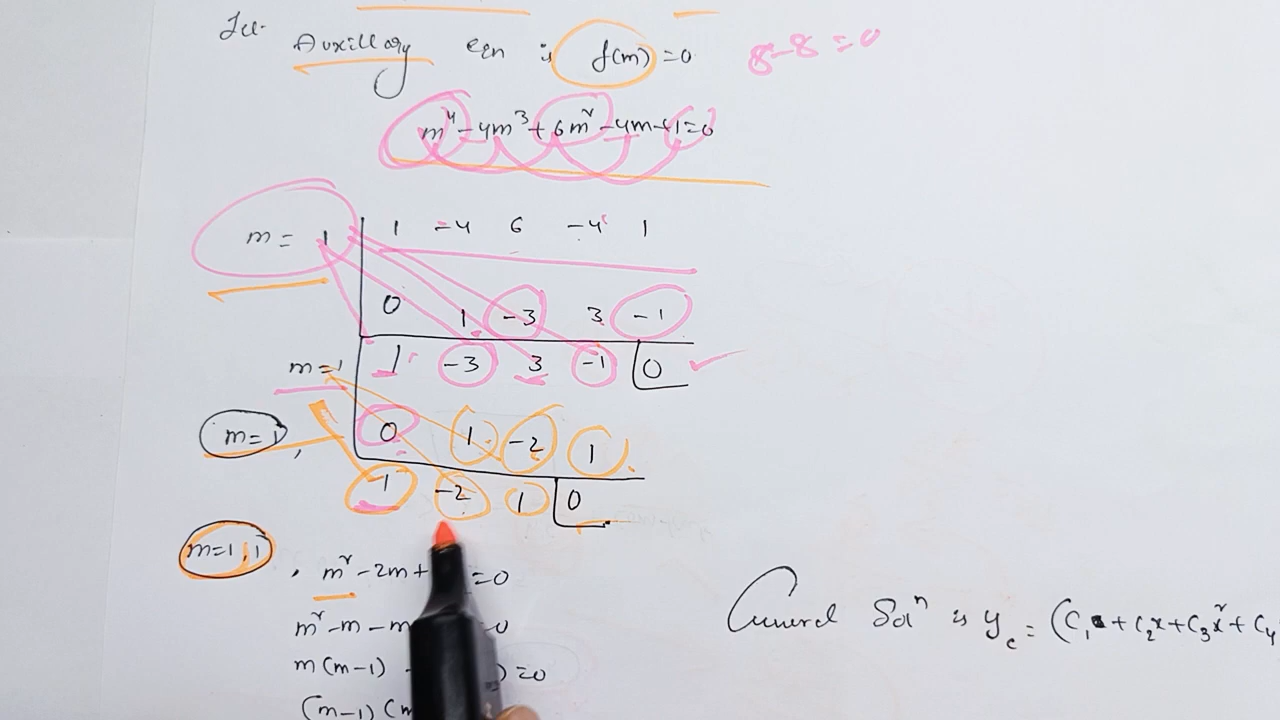 Auxillary eqn is f(m)=0
8-8=0
m⁴-4m³+6m²-4m+1=0
m= 1 1 -4 6 -4 1
0 1 -3 3 -1
m=1 1 -3 3 -1 0
m=1, 0 1 -2 1
1 -2 1 0
m=1,1, m²-2m+ =0
m²-m-m
m(m-1) )=0
(m-1)(m
General Solⁿ is y_c = (C₁+C₂x+C₃x²+C₄